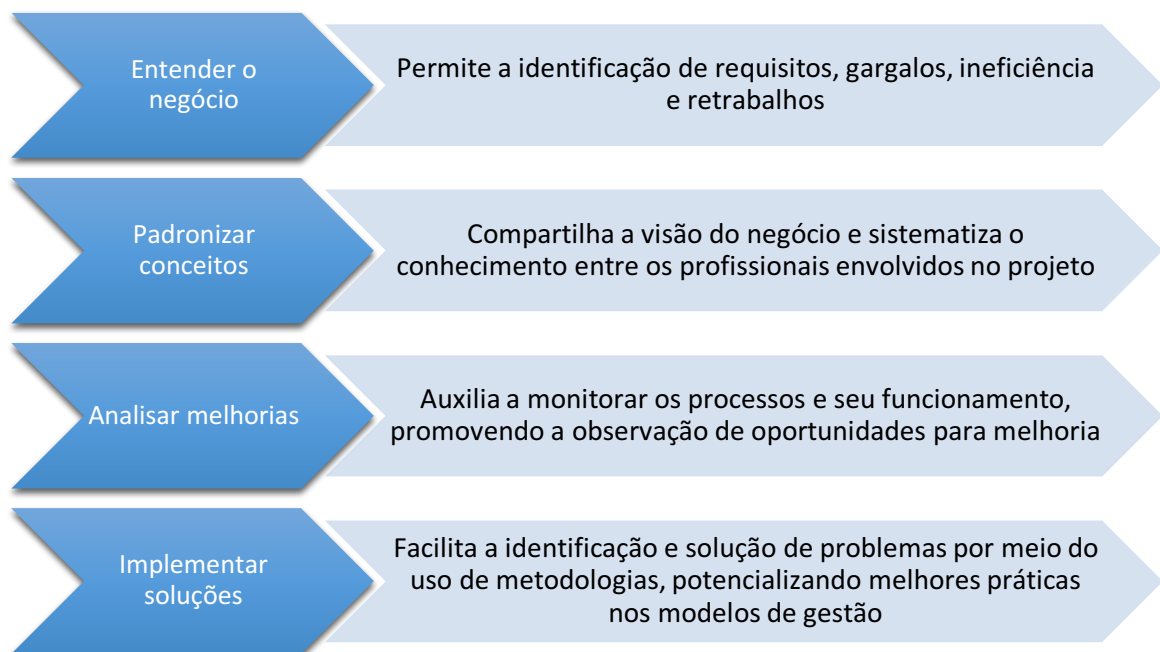 Entender o
negócio
Permite a identificação de requisitos, gargalos, ineficiência
e retrabalhos
Padronizar
conceitos
Compartilha a visão do negócio e sistematiza o
conhecimento entre os profissionais envolvidos no projeto
Analisar melhorias
Auxilia a monitorar os processos e seu funcionamento,
promovendo a observação de oportunidades para melhoria
Implementar
soluções
Facilita a identificação e solução de problemas por meio do
uso de metodologias, potencializando melhores práticas
nos modelos de gestão